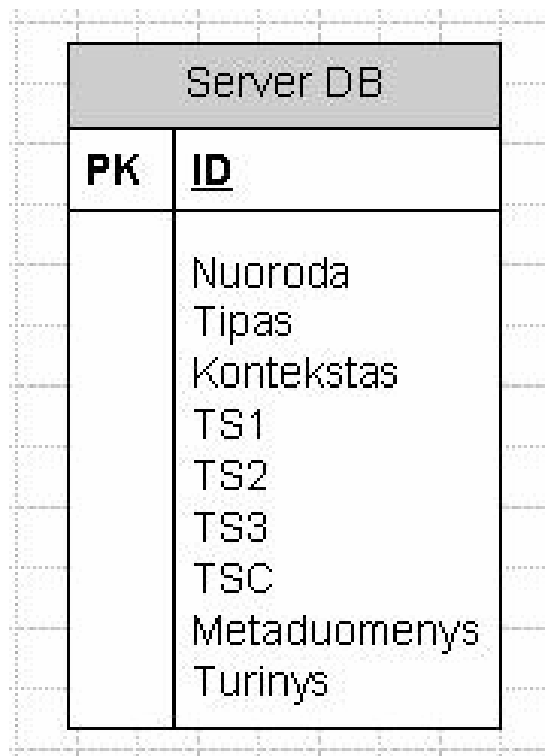 Server DB
PK ID
Nuoroda
Tipas
Kontekstas
TS1
TS2
TS3
TSC
Metaduomenys
Turinys